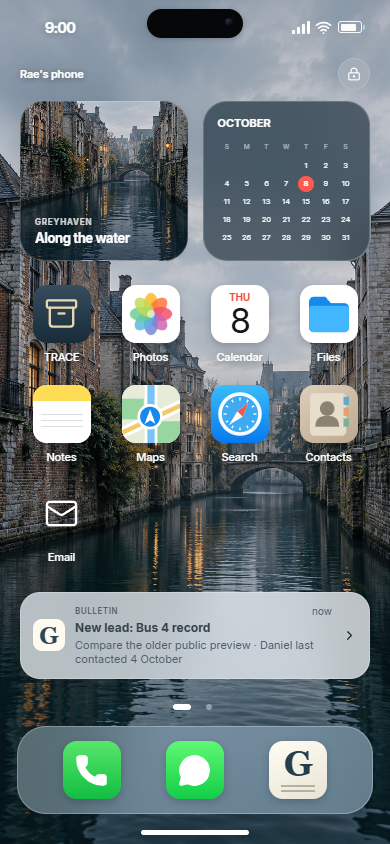 9:00
Rae's phone
GREYHAVEN
Along the water
OCTOBER
S M T W T F S
1 2 3
4 5 6 7 8 9 10
11 12 13 14 15 16 17
18 19 20 21 22 23 24
25 26 27 28 29 30 31
THU
8
TRACE
Photos
Calendar
Files
Notes
Maps
Search
Contacts
Email
BULLETIN
now
G
New lead: Bus 4 record
Compare the older public preview · Daniel last
contacted 4 October
G